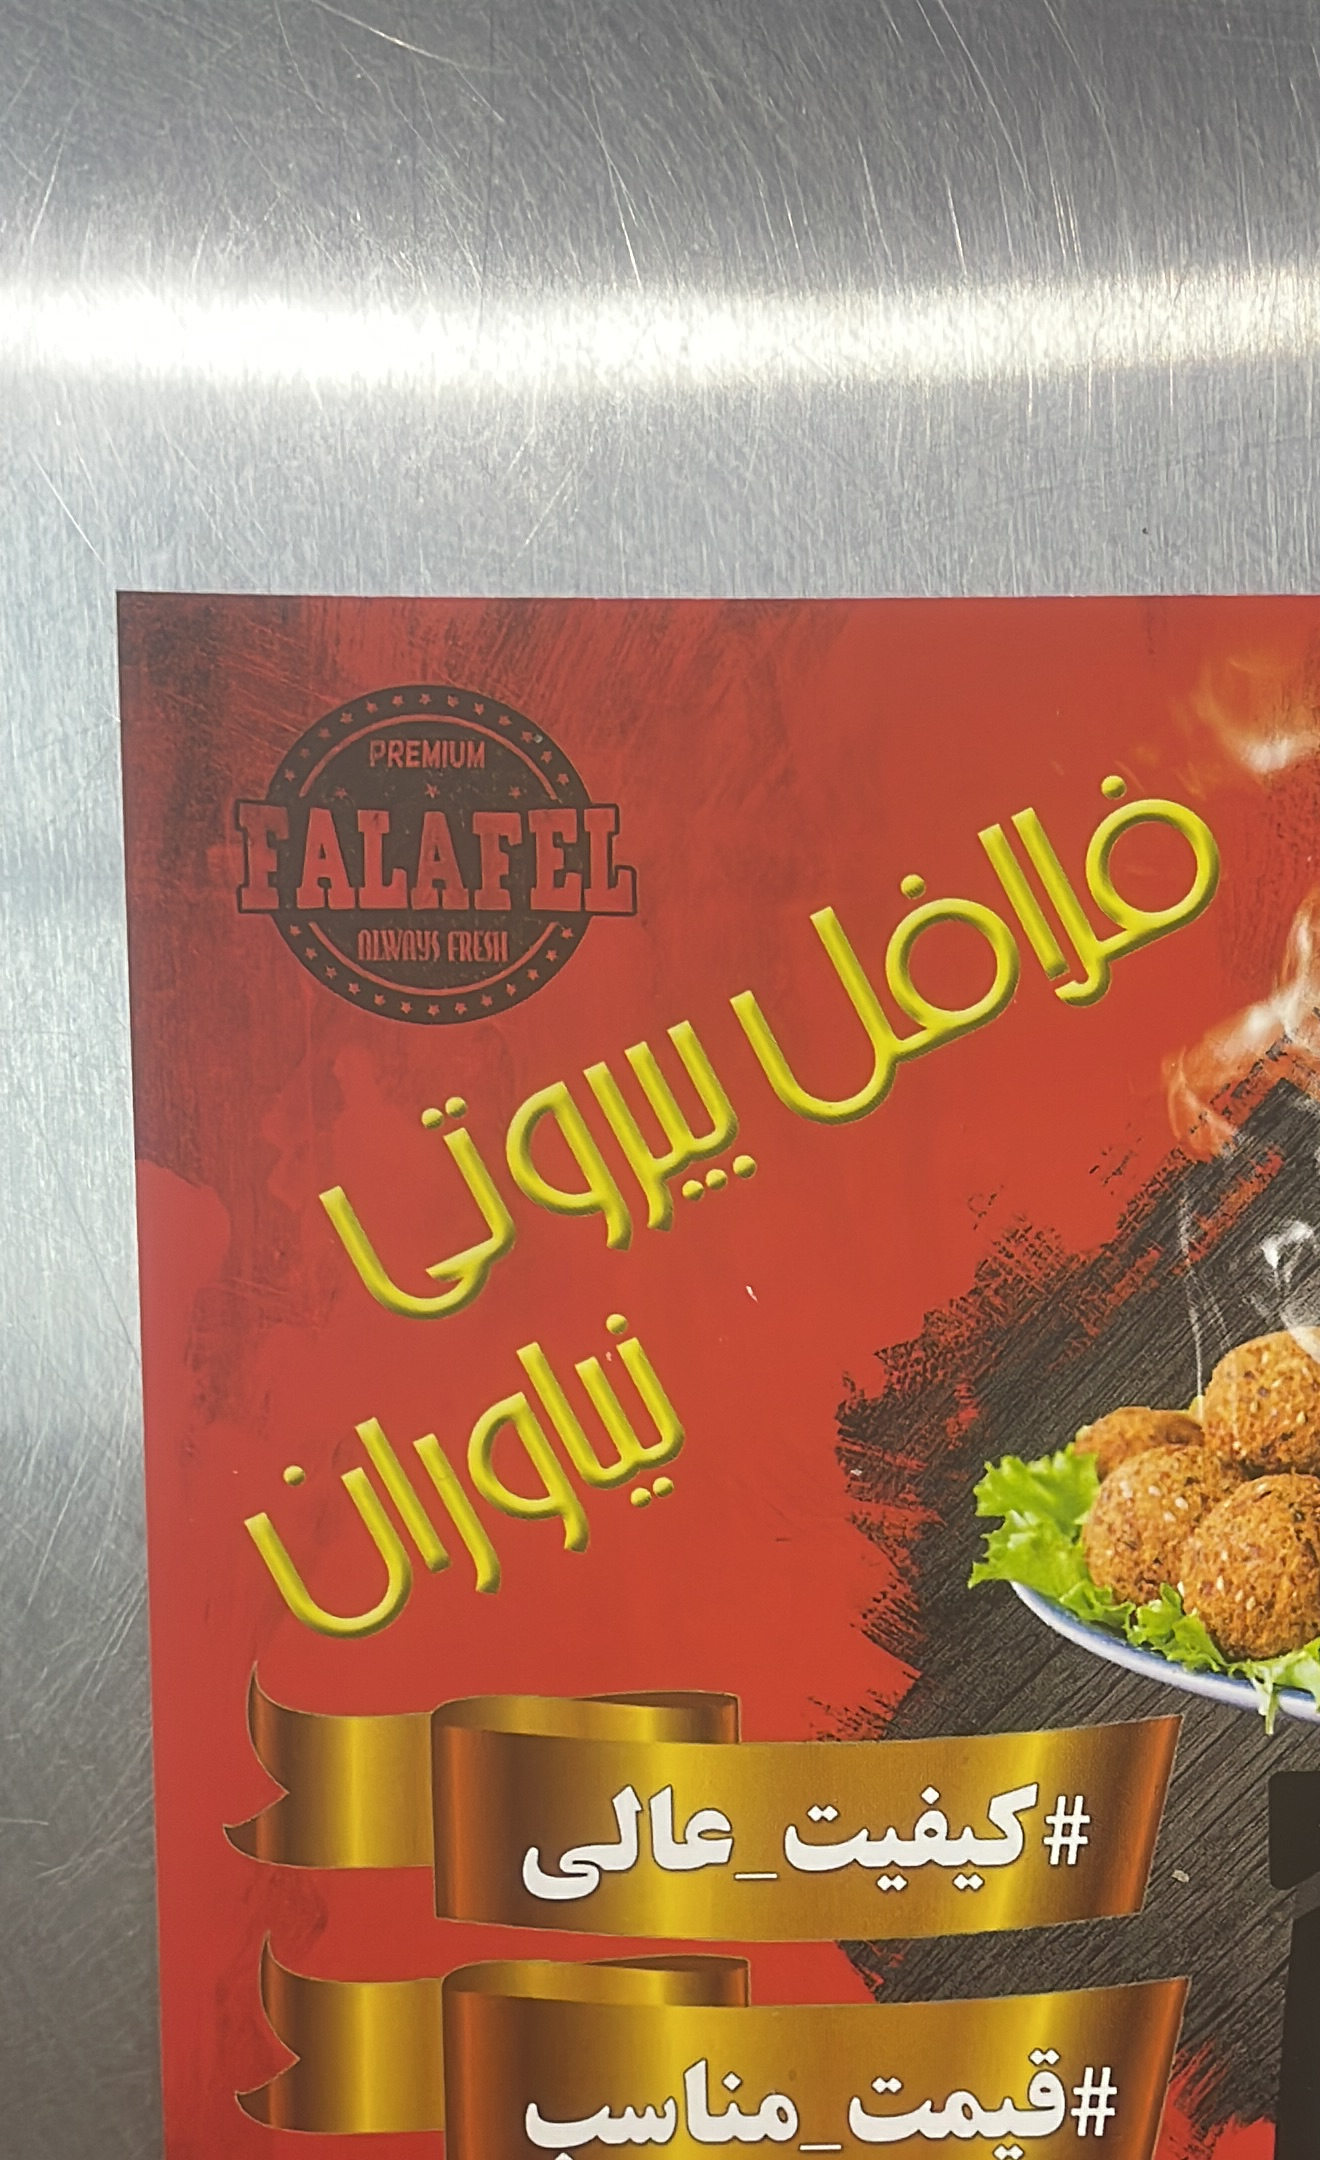 PREMIUM
FALAFEL
ALWAYS FRESH
فلافل بیروتی
نیاوران
#کیفیت_عالی
#قیمت_مناسب